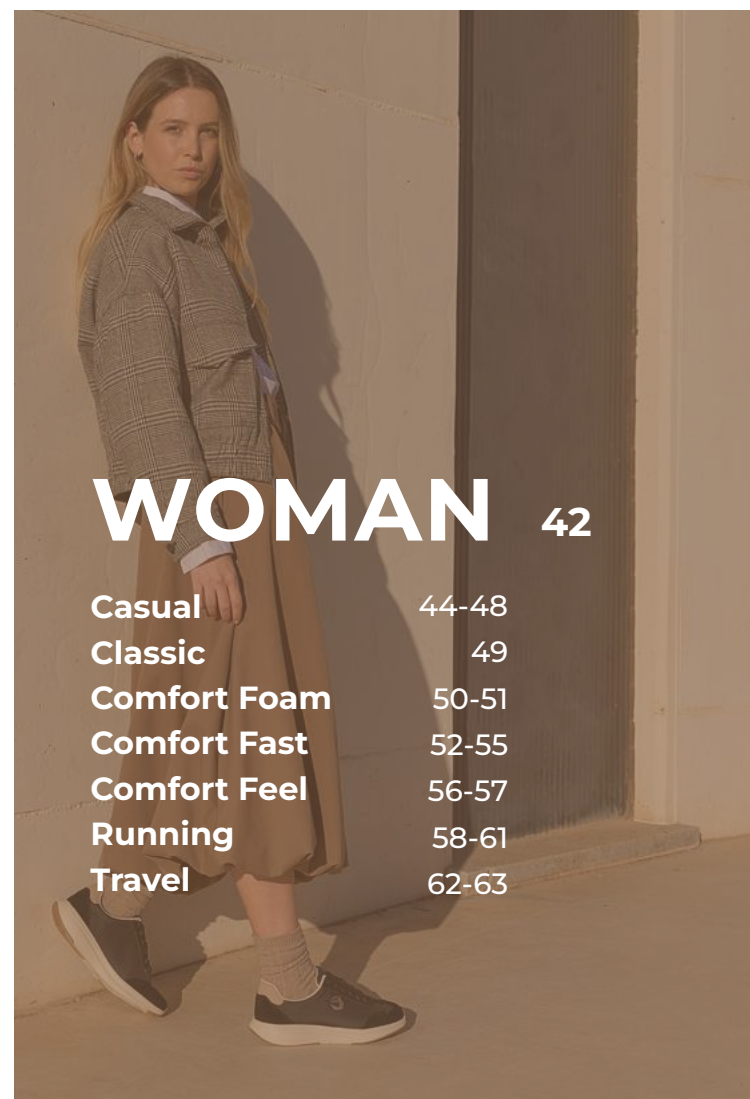 WOMAN 42
Casual 44-48
Classic 49
Comfort Foam 50-51
Comfort Fast 52-55
Comfort Feel 56-57
Running 58-61
Travel 62-63